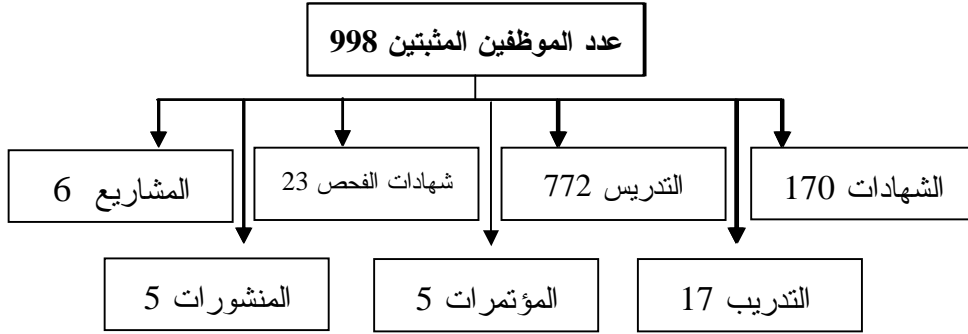 عدد الموظفين المثبتين 998
الشهادات 170
التدريس 772
شهادات الفحص 23
المشاريع 6
التدريب 17
المؤتمرات 5
المنشورات 5